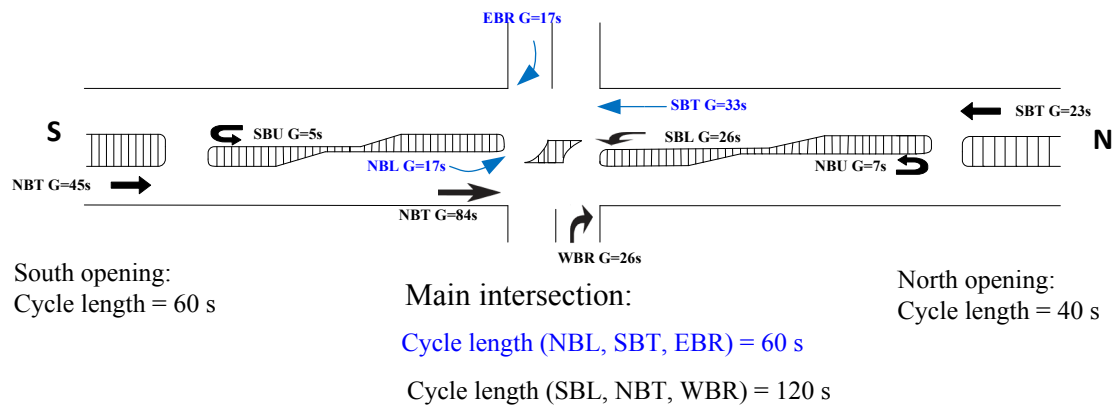 EBR G=17s
SBT G=33s
SBT G=23s
S
SBU G=5s
SBL G=26s
N
NBL G=17s
NBU G=7s
NBT G=45s
NBT G=84s
WBR G=26s
South opening:
Cycle length = 60 s
Main intersection:
Cycle length (NBL, SBT, EBR) = 60 s
Cycle length (SBL, NBT, WBR) = 120 s
North opening:
Cycle length = 40 s